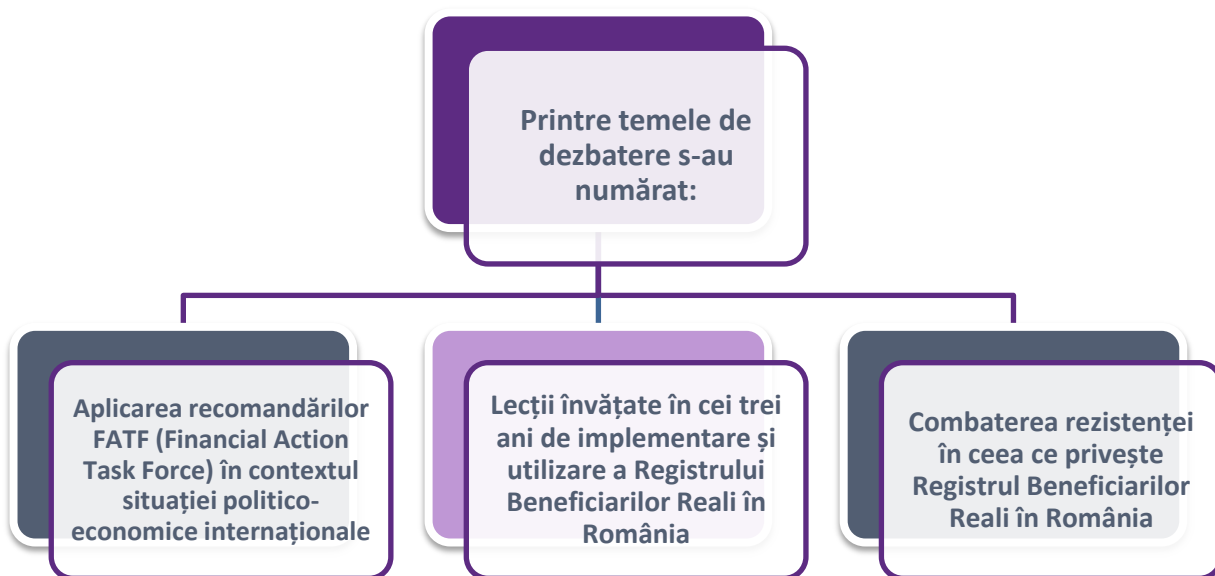 Printre temele de
dezbatere s-au
numărat:
Aplicarea recomandărilor
FATF (Financial Action
Task Force) în contextul
situației politico-
economice internaționale
Lecții învățate în cei trei
ani de implementare și
utilizare a Registrului
Beneficiarilor Reali în
România
Combaterea rezistenței
în ceea ce privește
Registrul Beneficiarilor
Reali în România